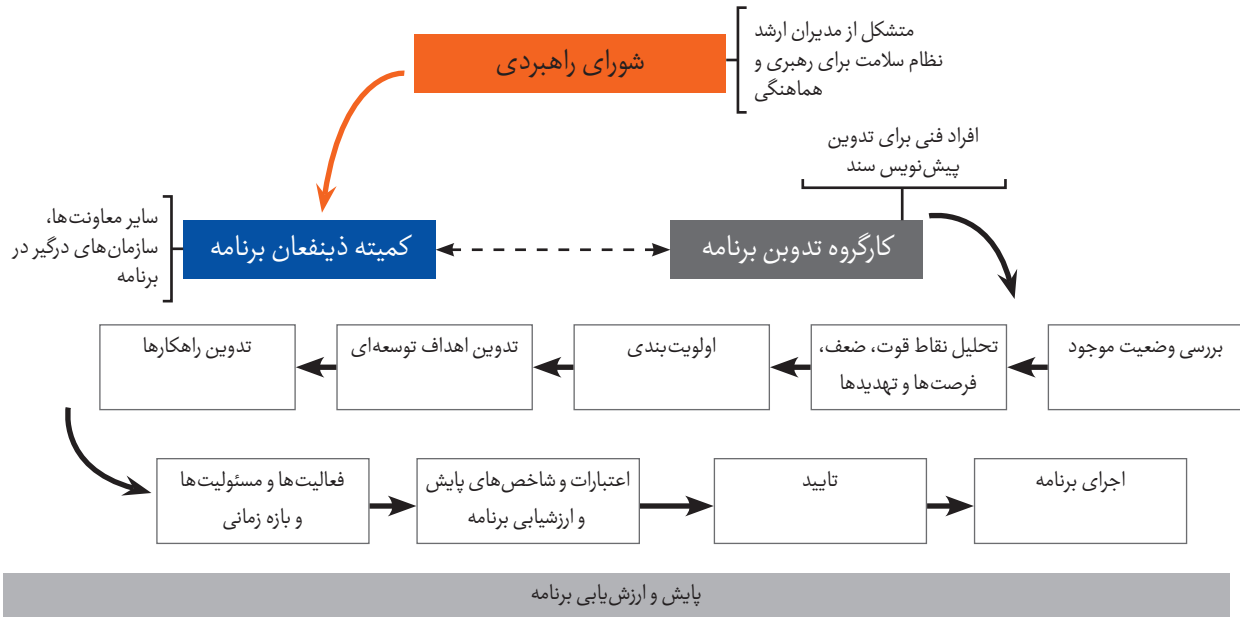 شورای راهبردی
متشکل از مدیران ارشد
نظام سلامت برای رهبری و
هماهنگی
افراد فنی برای تدوین
پیش‌نویس سند
کارگروه تدوبن برنامه
کمیته ذینفعان برنامه
سایر معاونت‌ها،
سازمان‌های درگیر در
برنامه
بررسی وضعیت موجود
تحلیل نقاط قوت، ضعف،
فرصت‌ها و تهدیدها
اولویت‌بندی
تدوین اهداف توسعه‌ای
تدوین راهکارها
فعالیت‌ها و مسئولیت‌ها
و بازه زمانی
اعتبارات و شاخص‌های پایش
و ارزشیابی برنامه
تایید
اجرای برنامه
پایش و ارزش‌یابی برنامه